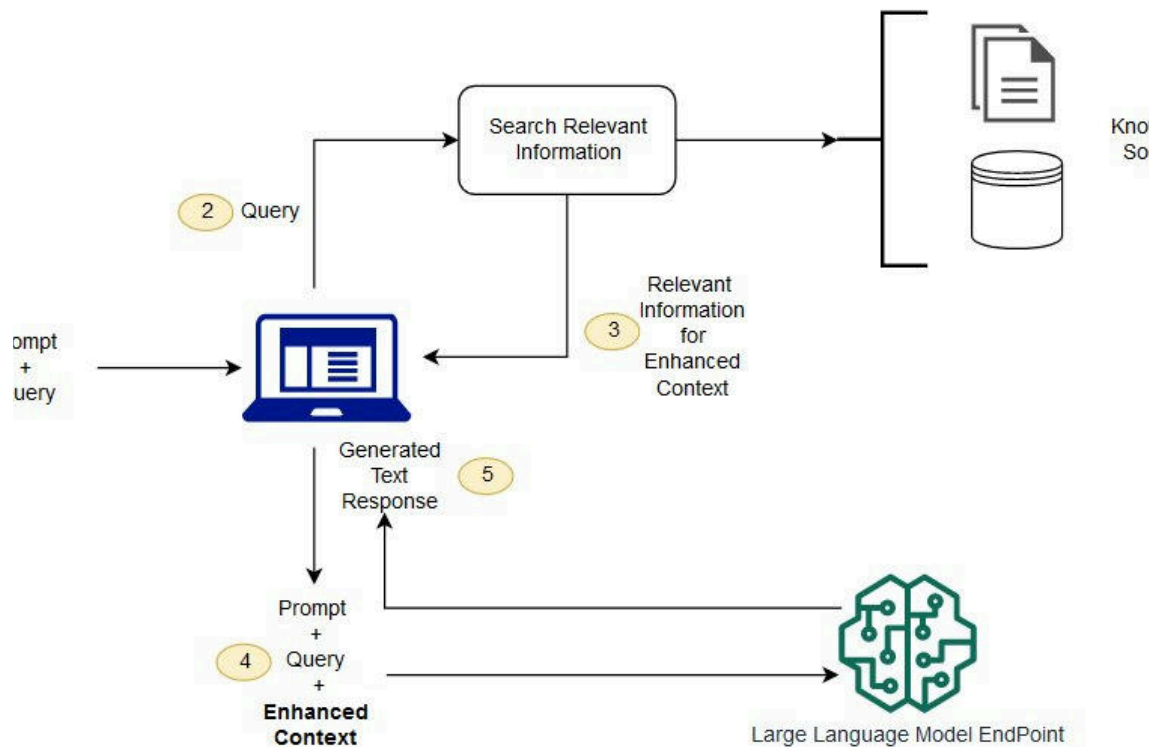 Search Relevant
Information
2
Query
3
Relevant
Information
for
Enhanced
Context
+
Generated
Text
Response
5
4
Prompt
+
Query
+
Enhanced
Context
Large Language Model EndPoint